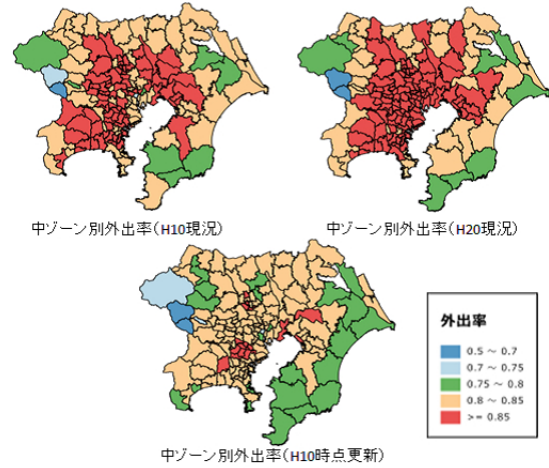 中ゾーン別外出率(H10現況)
中ゾーン別外出率(H20現況)
中ゾーン別外出率(H10時点更新)
外出率
0.5 ～ 0.7
0.7 ～ 0.75
0.75 ～ 0.8
0.8 ～ 0.85
>= 0.85